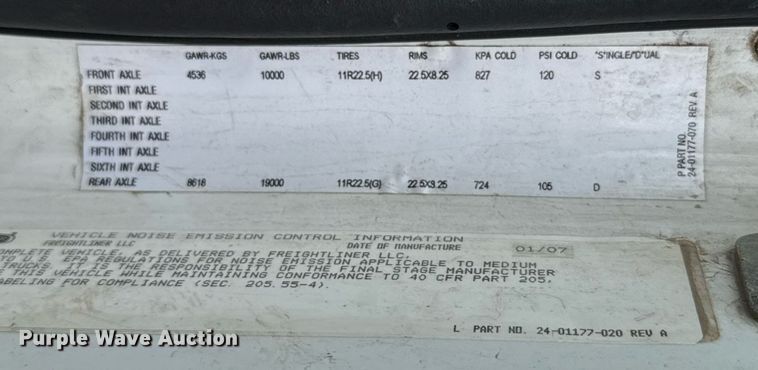 GAWR-KGS GAWR-LBS TIRES RIMS KPA COLD PSI COLD "S"INGLE/"D"UAL
FRONT AXLE 4536 10000 11R22.5(H) 22.5X8.25 827 120 S
FIRST INT AXLE
SECOND INT AXLE
THIRD INT AXLE
FOURTH INT AXLE
FIFTH INT AXLE
SIXTH INT AXLE
REAR AXLE 8618 19000 11R22.5(G) 22.5X8.25 724 105 D
P PART NO.
24-01177-070 REV A
VEHICLE NOISE EMISSION CONTROL INFORMATION
FREIGHTLINER LLC DATE OF MANUFACTURE 01/07
COMPLETE VEHICLE, AS DELIVERED BY FREIGHTLINER LLC,
TO U.S. EPA REGULATIONS FOR NOISE EMISSION APPLICABLE TO MEDIUM
TRUCKS. THE RESPONSIBILITY OF THE FINAL STAGE MANUFACTURER
THIS VEHICLE WHILE MAINTAINING CONFORMANCE TO 40 CFR PART 205,
LABELING FOR COMPLIANCE (SEC. 205.55-4).
L PART NO. 24-01177-020 REV A
Purple Wave Auction